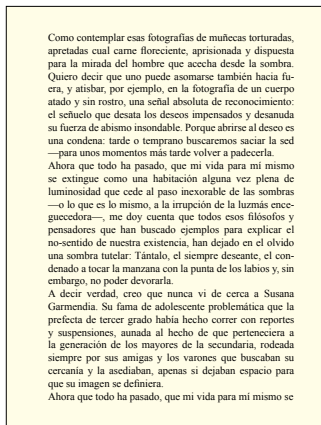 Como contemplar esas fotografías de muñecas torturadas,
apretadas cual carne floreciente, aprisionada y dispuesta
para la mirada del hombre que acecha desde la sombra.
Quiero decir que uno puede asomarse también hacia fu-
era, y atisbar, por ejemplo, en la fotografía de un cuerpo
atado y sin rostro, una señal absoluta de reconocimiento:
el señuelo que desata los deseos impensados y desanuda
su fuerza de abismo insondable. Porque abrirse al deseo es
una condena: tarde o temprano buscaremos saciar la sed
—para unos momentos más tarde volver a padecerla.
Ahora que todo ha pasado, que mi vida para mí mismo
se extingue como una habitación alguna vez plena de
luminosidad que cede al paso inexorable de las sombras
—o lo que es lo mismo, a la irrupción de la luzmás ence-
guecedora—, me doy cuenta que todos esos filósofos y
pensadores que han buscado ejemplos para explicar el
no-sentido de nuestra existencia, han dejado en el olvido
una sombra tutelar: Tántalo, el siempre deseante, el con-
denado a tocar la manzana con la punta de los labios y, sin
embargo, no poder devorarla.
A decir verdad, creo que nunca vi de cerca a Susana
Garmendia. Su fama de adolescente problemática que la
prefecta de tercer grado había hecho correr con reportes
y suspensiones, aunada al hecho de que perteneciera a
la generación de los mayores de la secundaria, rodeada
siempre por sus amigas y los varones que buscaban su
cercanía y la asediaban, apenas si dejaban espacio para
que su imagen se definiera.
Ahora que todo ha pasado, que mi vida para mí mismo se